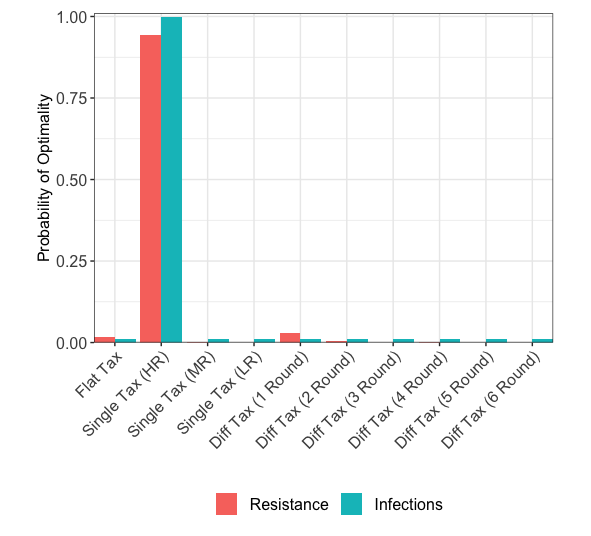 1.00
0.75
0.50
0.25
0.00
Probability of Optimality
Flat Tax
Single Tax (HR)
Single Tax (MR)
Single Tax (LR)
Diff Tax (1 Round)
Diff Tax (2 Round)
Diff Tax (3 Round)
Diff Tax (4 Round)
Diff Tax (5 Round)
Diff Tax (6 Round)
Resistance
Infections